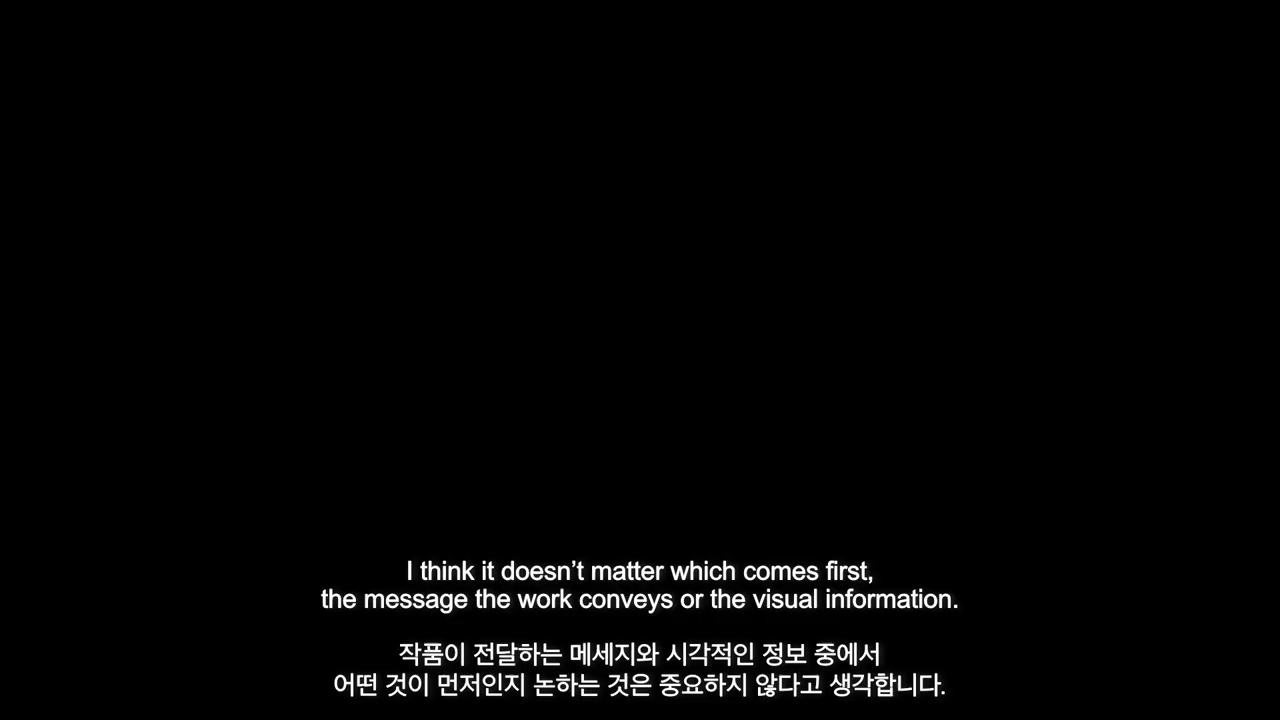 I think it doesn’t matter which comes first,
the message the work conveys or the visual information.
작품이 전달하는 메세지와 시각적인 정보 중에서
어떤 것이 먼저인지 논하는 것은 중요하지 않다고 생각합니다.